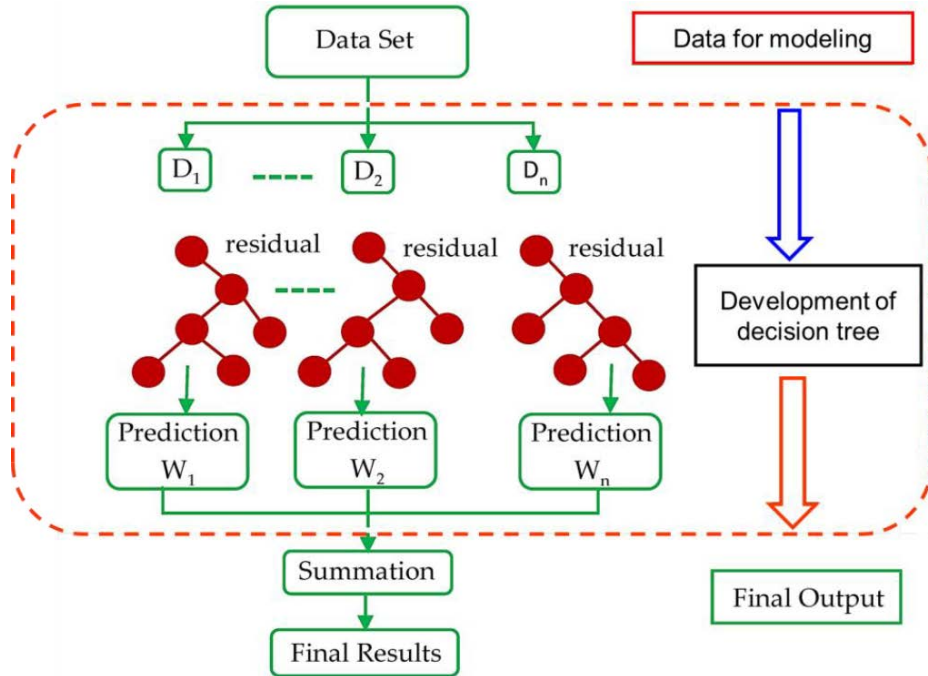 Data Set
Data for modeling
D₁
D₂
Dₙ
residual
residual
residual
Development of
decision tree
Prediction
W₁
Prediction
W₂
Prediction
Wₙ
Summation
Final Output
Final Results